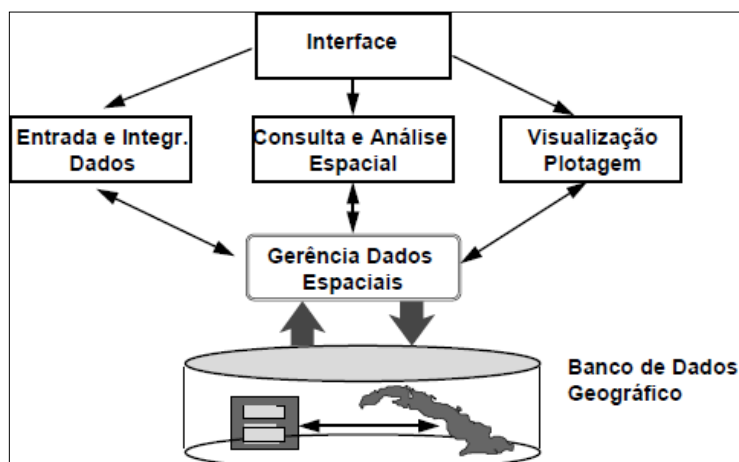 Interface
Entrada e Integr.
Dados
Consulta e Análise
Espacial
Visualização
Plotagem
Gerência Dados
Espaciais
Banco de Dados
Geográfico